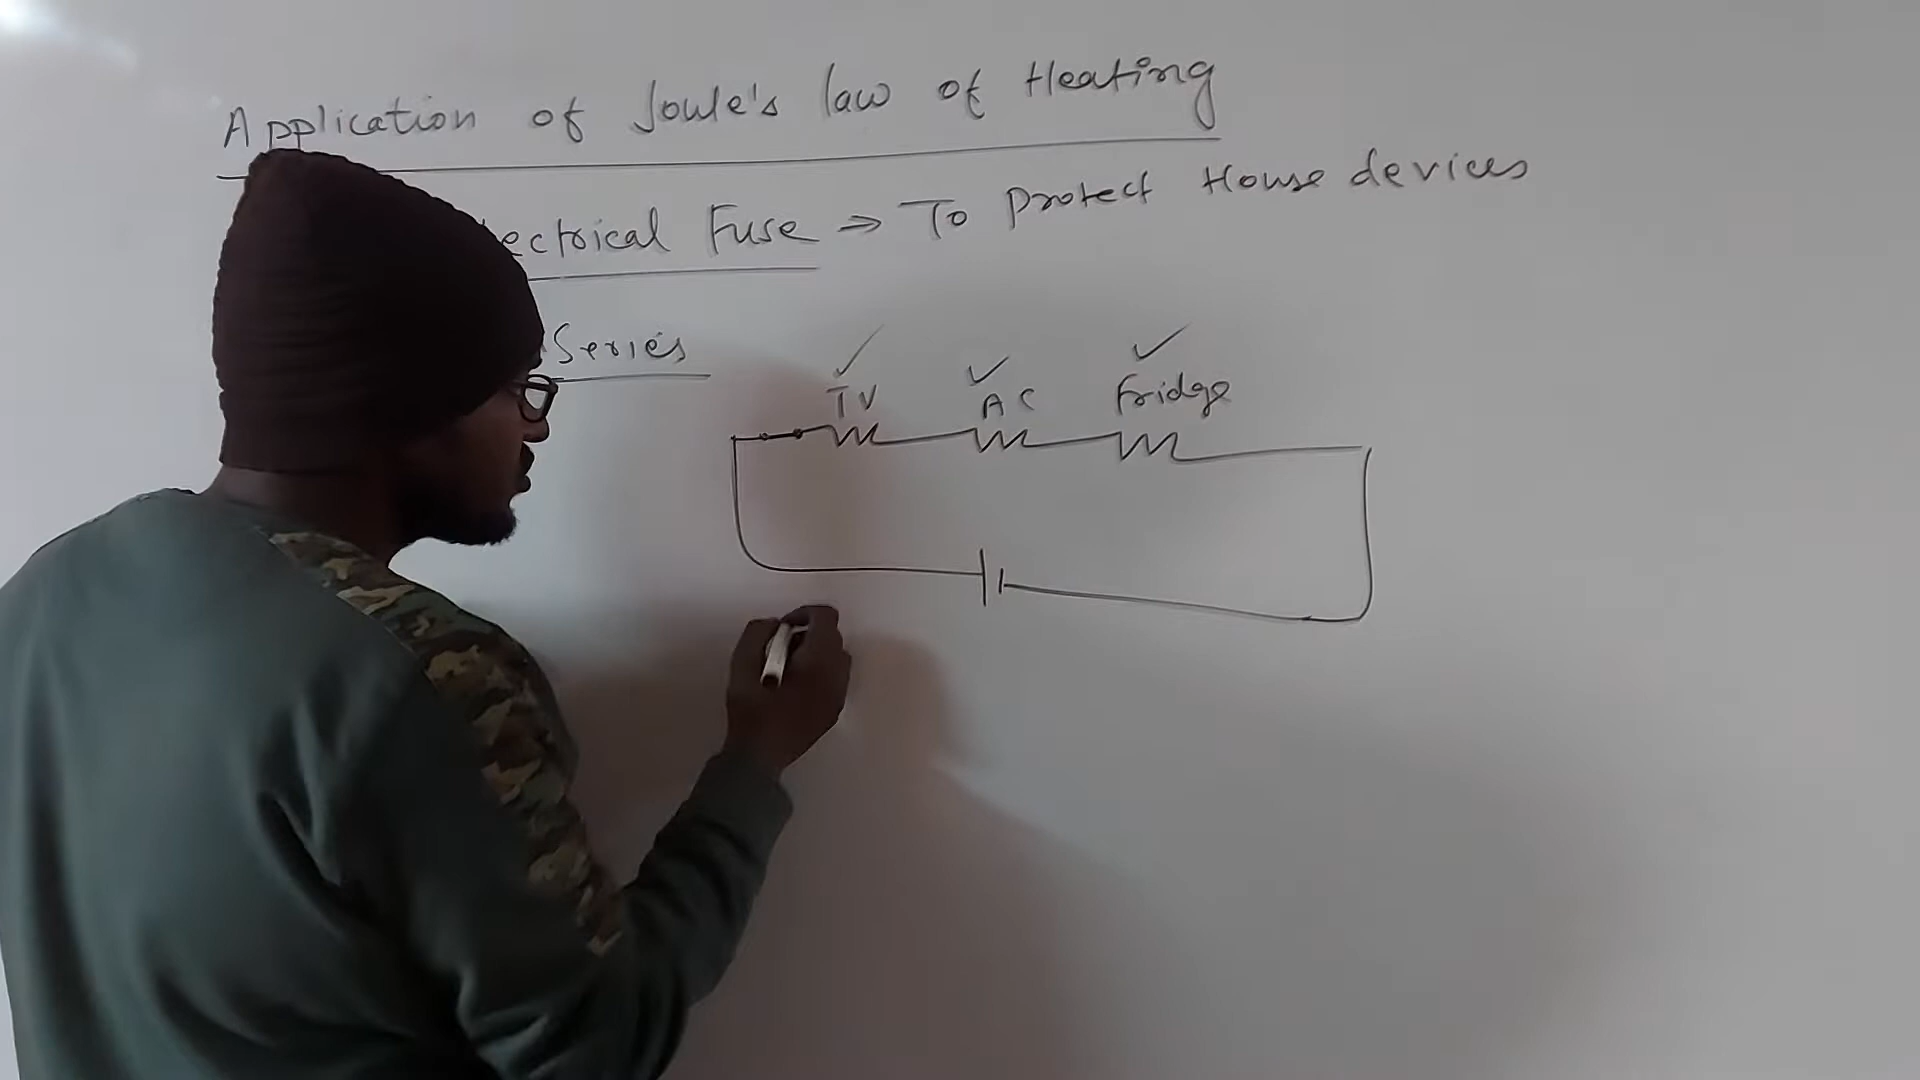 Application of Joule's law of Heating
ectrical Fuse => To Protect House devices
Series
TV AC Fridge